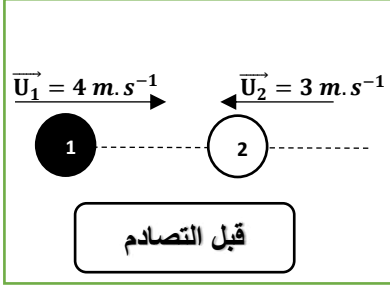 U₁ = 4 m.s⁻¹
U₂ = 3 m.s⁻¹
1
2
قبل التصادم